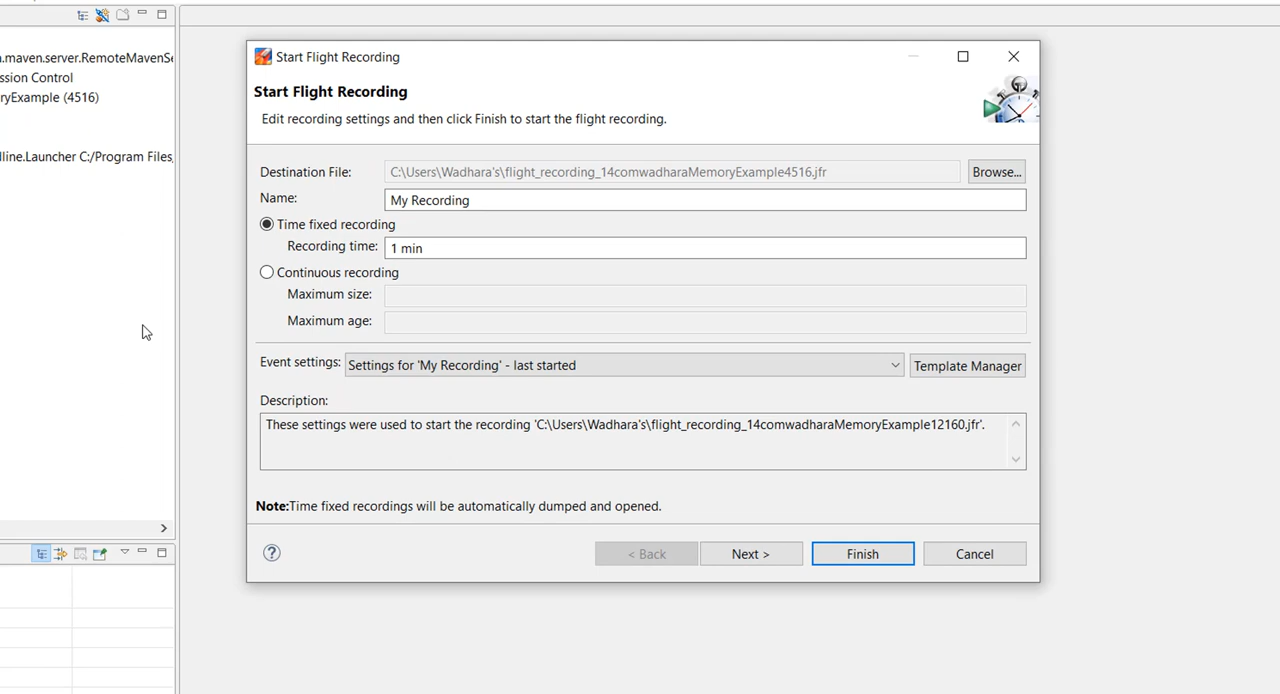 Start Flight Recording
Start Flight Recording
Edit recording settings and then click Finish to start the flight recording.
Destination File: C:\Users\Wadhara's\flight_recording_14comwadharaMemoryExample4516.jfr Browse...
Name: My Recording
Time fixed recording
Recording time: 1 min
Continuous recording
Maximum size:
Maximum age:
Event settings: Settings for 'My Recording' - last started Template Manager
Description:
These settings were used to start the recording 'C:\Users\Wadhara's\flight_recording_14comwadharaMemoryExample12160.jfr'.
Note:Time fixed recordings will be automatically dumped and opened.
< Back Next > Finish Cancel
.maven.server.RemoteMavenSe
ssion Control
ryExample (4516)
lline.Launcher C:/Program Files,